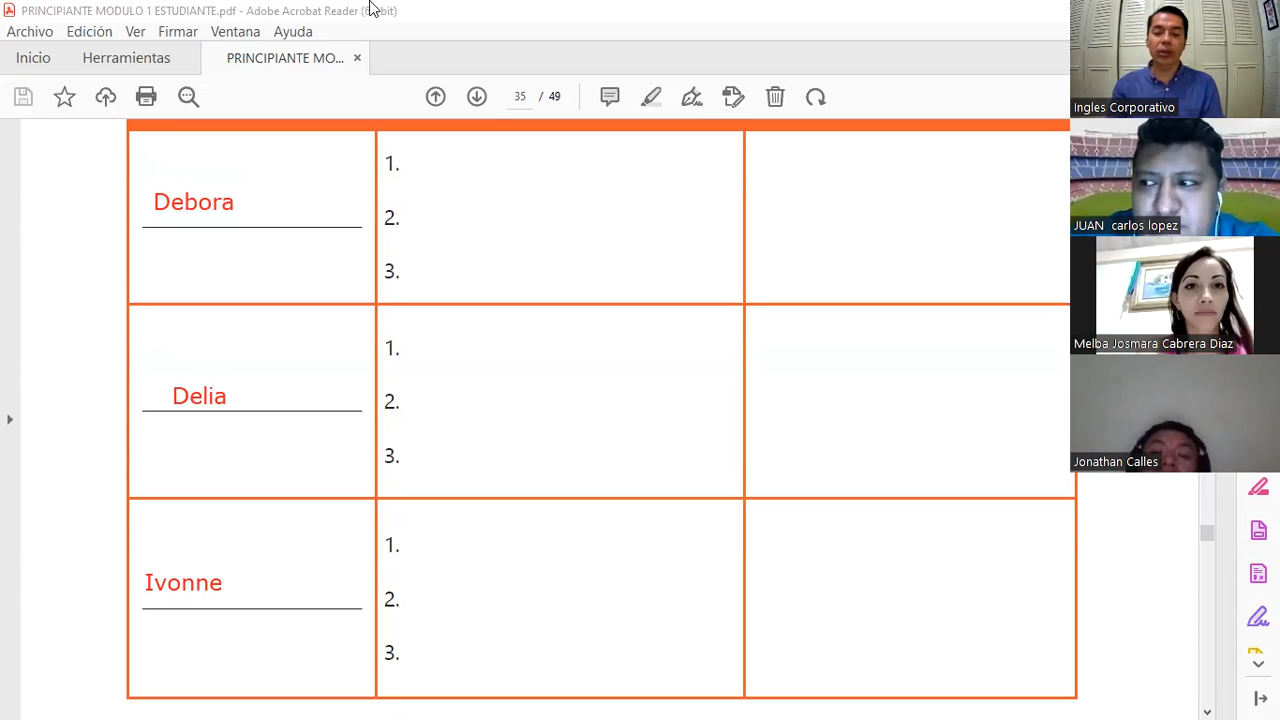 PRINCIPIANTE MODULO 1 ESTUDIANTE.pdf - Adobe Acrobat Reader (64-bit)
Archivo Edición Ver Firmar Ventana Ayuda
Inicio Herramientas PRINCIPIANTE MO... ×
35 / 49
Debora
1.
2.
3.
Delia
1.
2.
3.
Ivonne
1.
2.
3.
Ingles Corporativo
JUAN carlos lopez
Melba Josmara Cabrera Diaz
Jonathan Calles